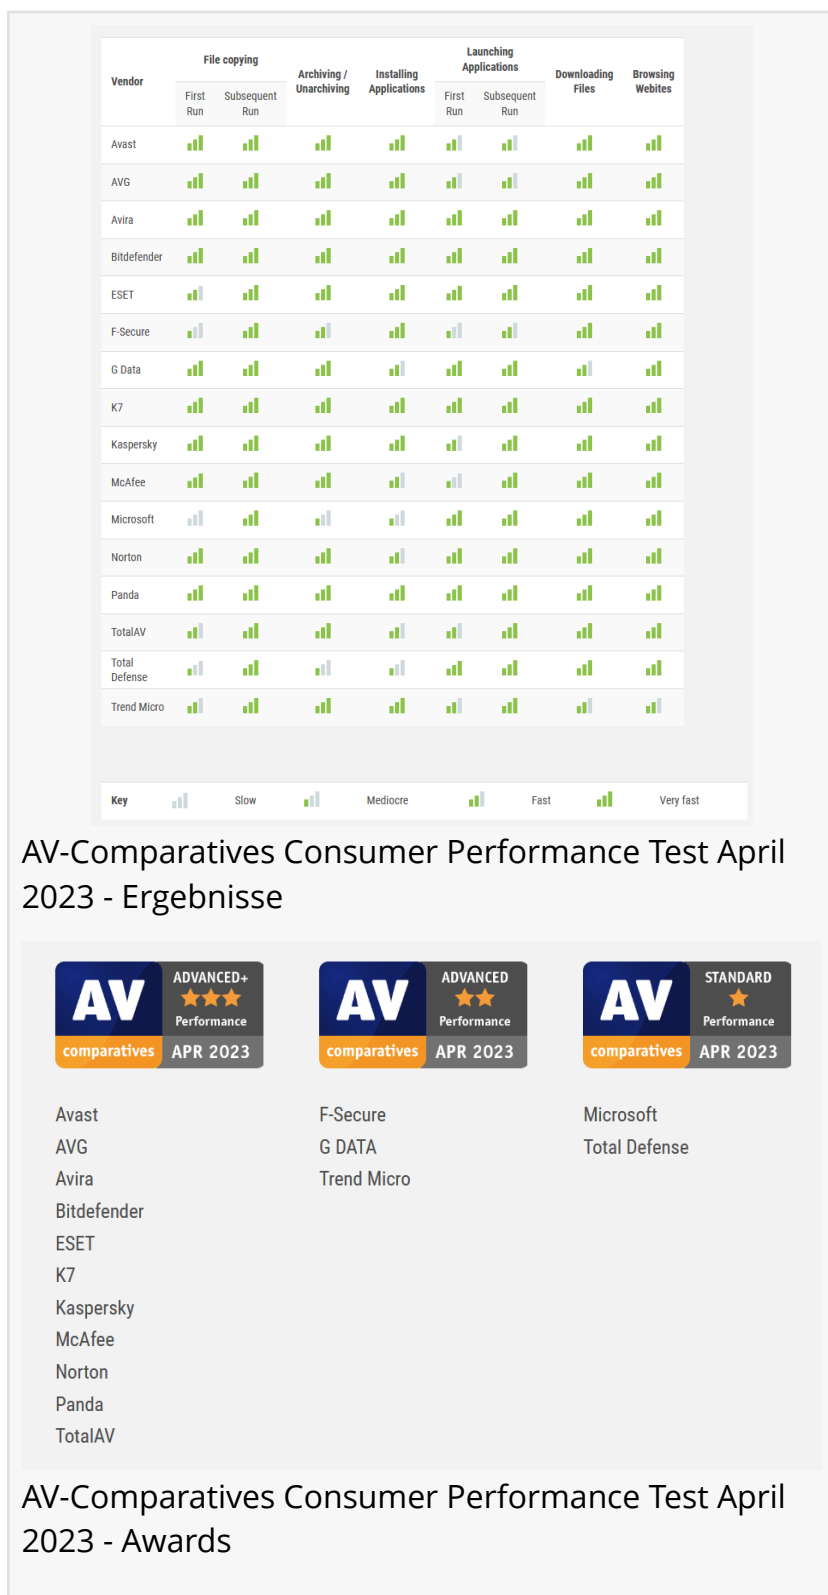 Vendor
File copying
Archiving /
Unarchiving
Installing
Applications
Launching
Applications
Downloading
Files
Browsing
Webites
First
Run
Subsequent
Run
First
Run
Subsequent
Run
Avast
AVG
Avira
Bitdefender
ESET
F-Secure
G Data
K7
Kaspersky
McAfee
Microsoft
Norton
Panda
TotalAV
Total
Defense
Trend Micro
Key Slow Mediocre Fast Very fast
AV-Comparatives Consumer Performance Test April
2023 - Ergebnisse
AV
comparatives
ADVANCED+
Performance
APR 2023
AV
comparatives
ADVANCED
Performance
APR 2023
AV
comparatives
STANDARD
Performance
APR 2023
Avast
AVG
Avira
Bitdefender
ESET
K7
Kaspersky
McAfee
Norton
Panda
TotalAV
F-Secure
G DATA
Trend Micro
Microsoft
Total Defense
AV-Comparatives Consumer Performance Test April
2023 - Awards